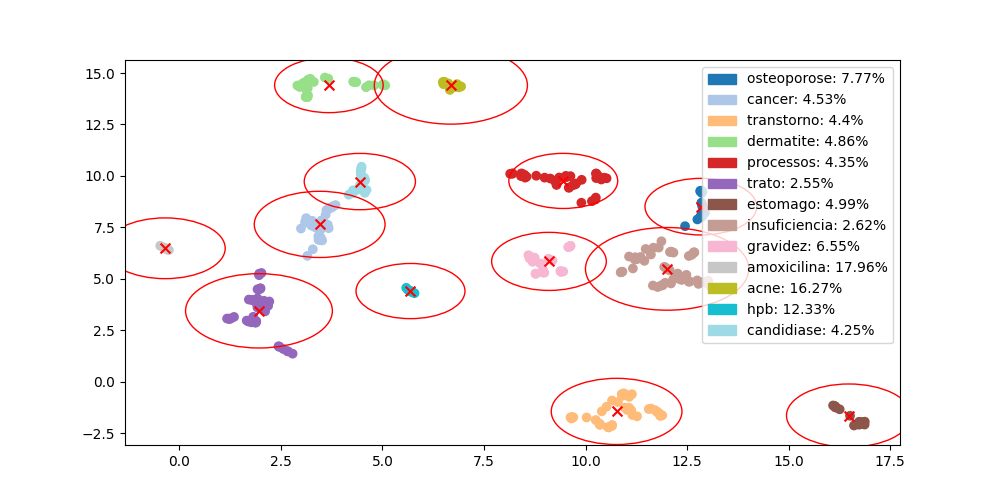 15.0
12.5
10.0
7.5
5.0
2.5
0.0
−2.5
0.0 2.5 5.0 7.5 10.0 12.5 15.0 17.5
osteoporose: 7.77%
cancer: 4.53%
transtorno: 4.4%
dermatite: 4.86%
processos: 4.35%
trato: 2.55%
estomago: 4.99%
insuficiencia: 2.62%
gravidez: 6.55%
amoxicilina: 17.96%
acne: 16.27%
hpb: 12.33%
candidiase: 4.25%